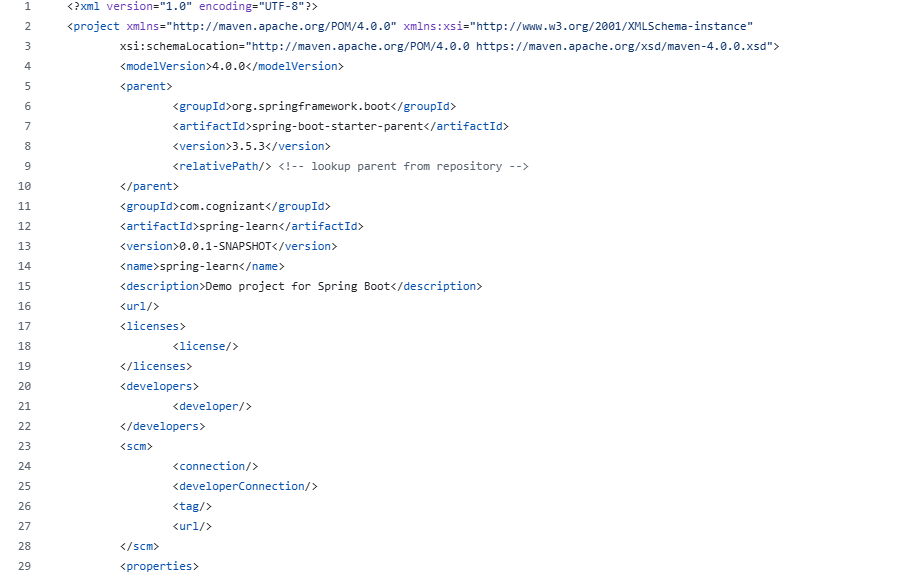 1 <?xml version="1.0" encoding="UTF-8"?>
2 <project xmlns="http://maven.apache.org/POM/4.0.0" xmlns:xsi="http://www.w3.org/2001/XMLSchema-instance"
3 xsi:schemaLocation="http://maven.apache.org/POM/4.0.0 https://maven.apache.org/xsd/maven-4.0.0.xsd">
4 <modelVersion>4.0.0</modelVersion>
5 <parent>
6 <groupId>org.springframework.boot</groupId>
7 <artifactId>spring-boot-starter-parent</artifactId>
8 <version>3.5.3</version>
9 <relativePath/> <!-- lookup parent from repository -->
10 </parent>
11 <groupId>com.cognizant</groupId>
12 <artifactId>spring-learn</artifactId>
13 <version>0.0.1-SNAPSHOT</version>
14 <name>spring-learn</name>
15 <description>Demo project for Spring Boot</description>
16 <url/>
17 <licenses>
18 <license/>
19 </licenses>
20 <developers>
21 <developer/>
22 </developers>
23 <scm>
24 <connection/>
25 <developerConnection/>
26 <tag/>
27 <url/>
28 </scm>
29 <properties>